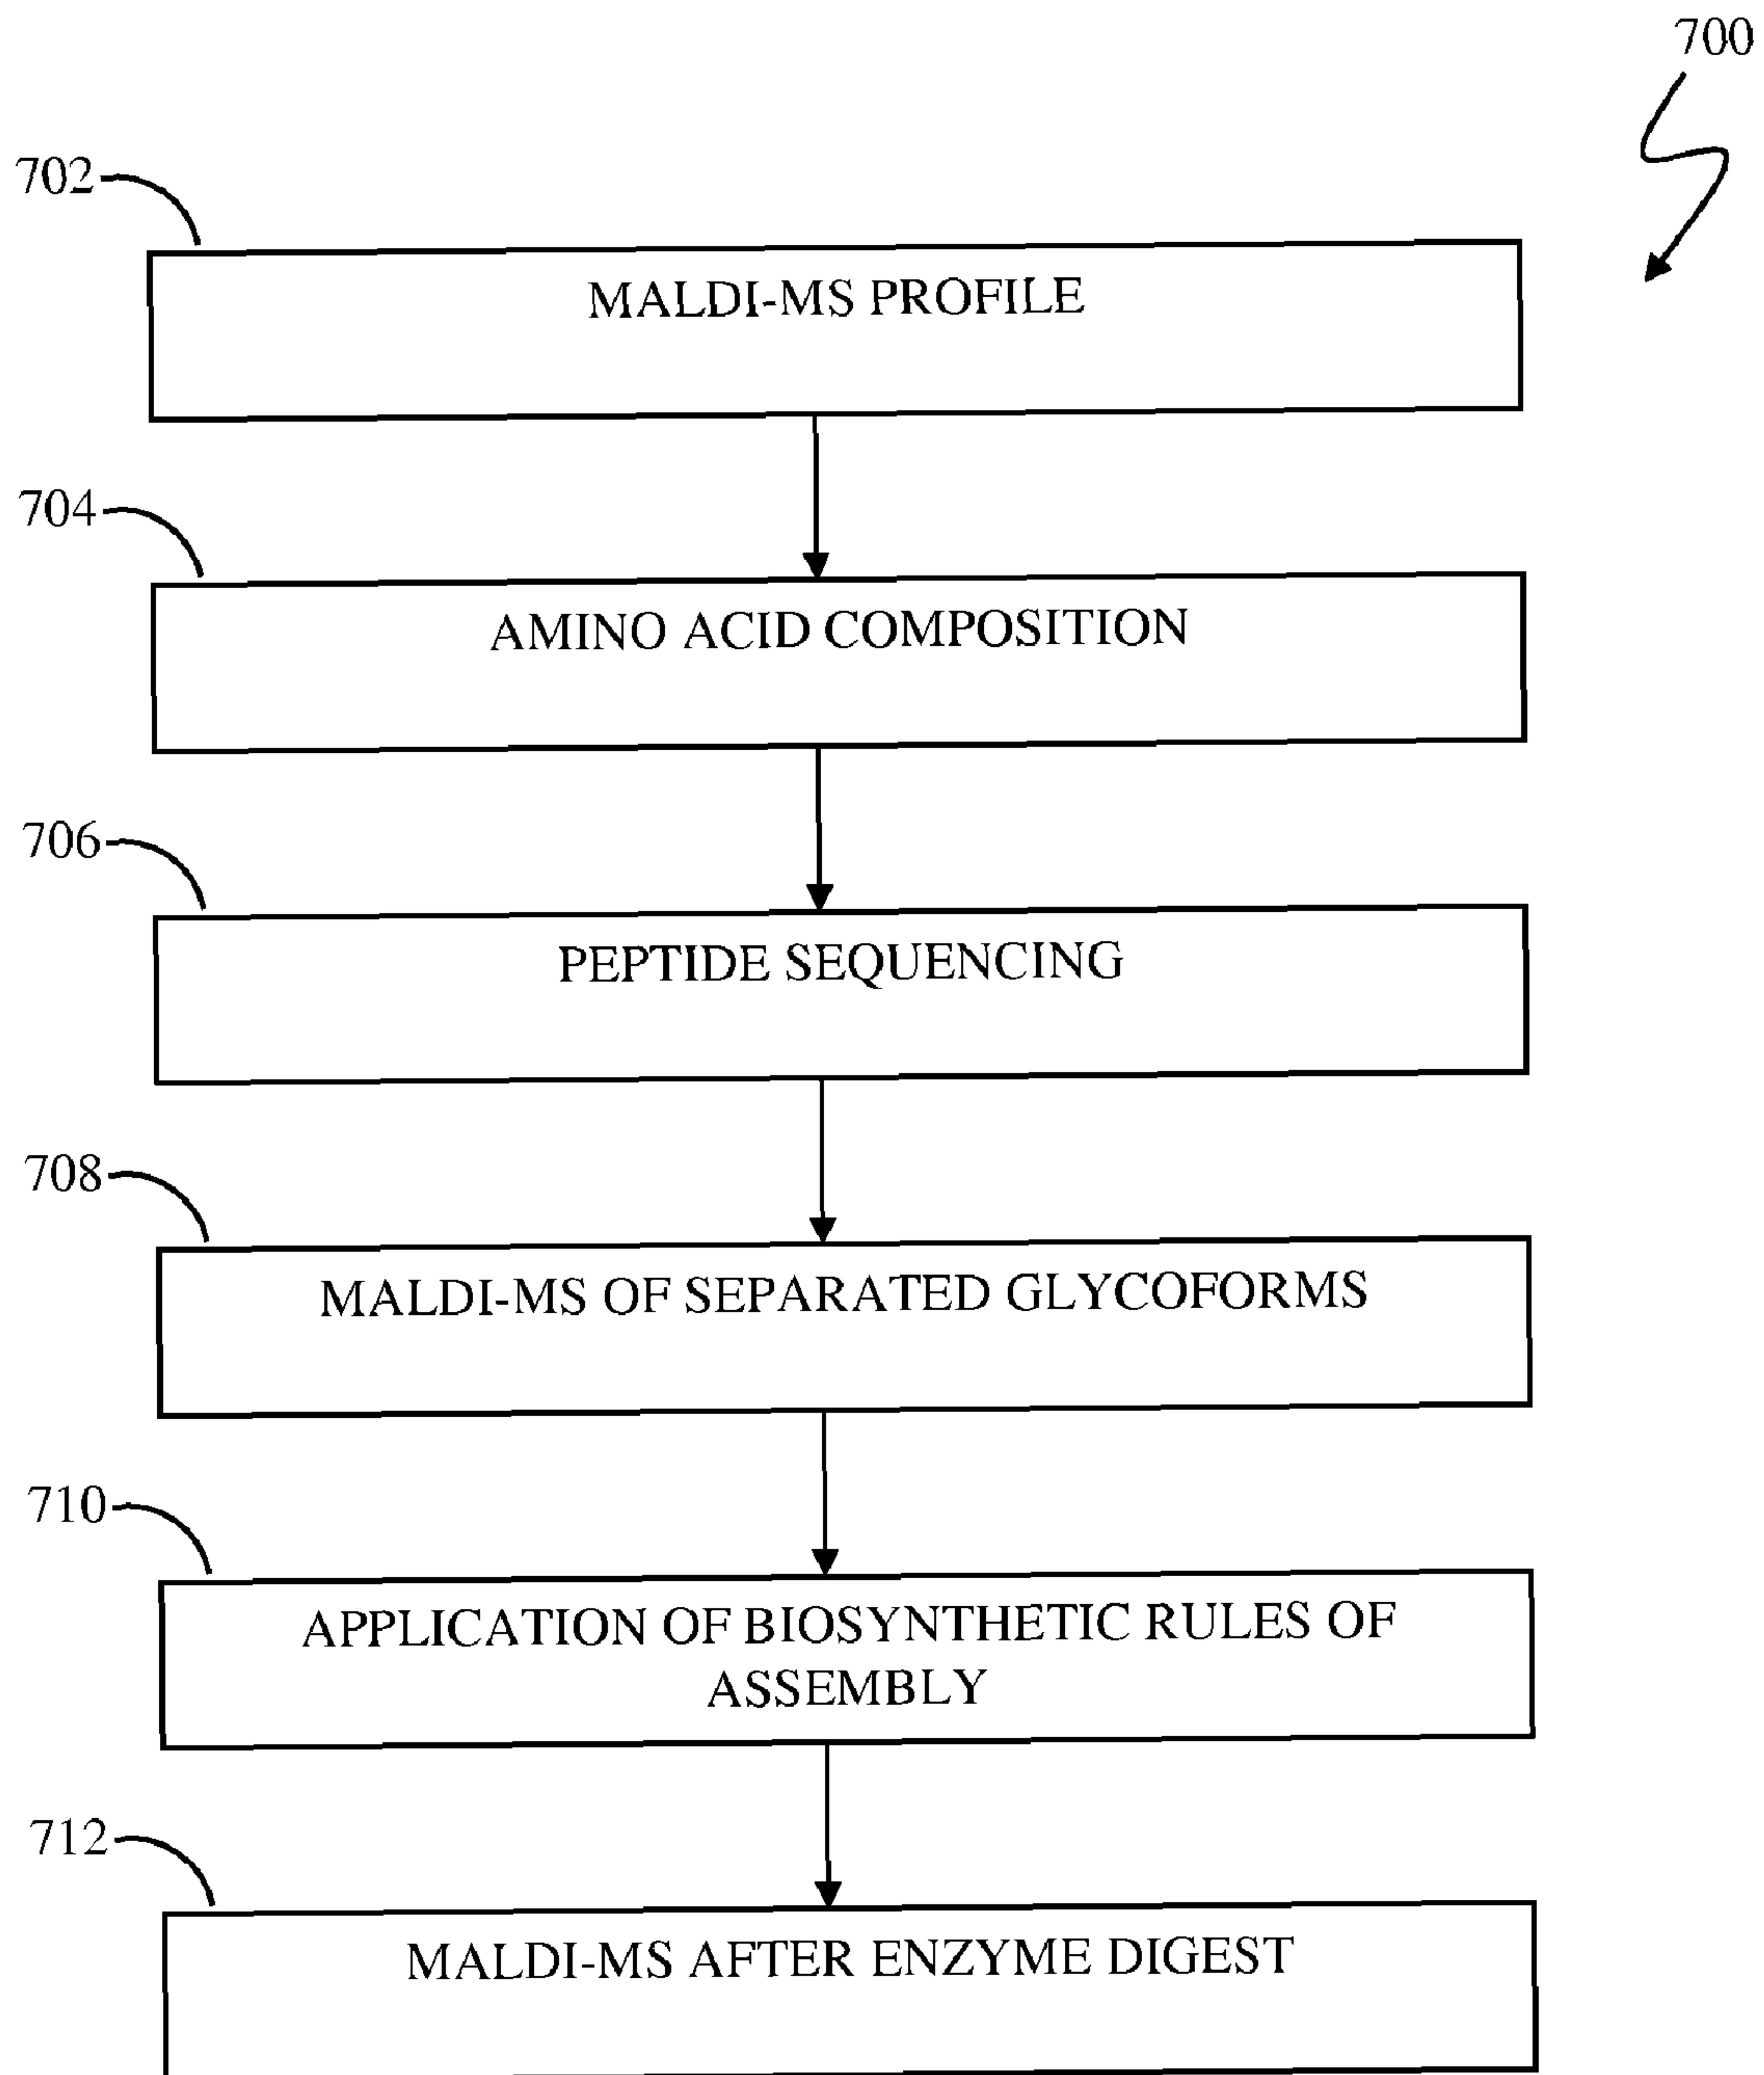 700
702
MALDI-MS PROFILE
704
AMINO ACID COMPOSITION
706
PEPTIDE SEQUENCING
708
MALDI-MS OF SEPARATED GLYCOFORMS
710
APPLICATION OF BIOSYNTHETIC RULES OF
ASSEMBLY
712
MALDI-MS AFTER ENZYME DIGEST